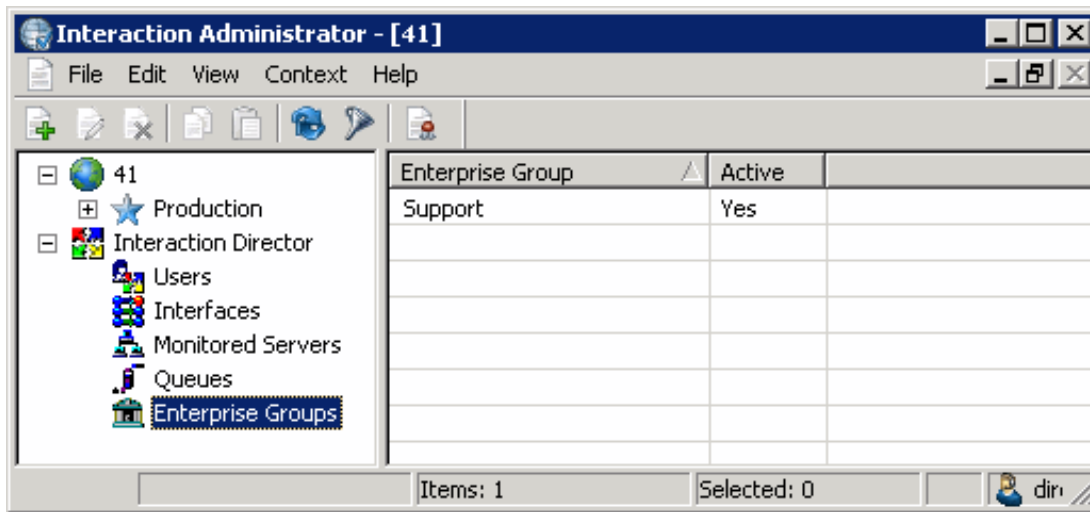 Interaction Administrator - [41]
File Edit View Context Help
41
Production
Interaction Director
Users
Interfaces
Monitored Servers
Queues
Enterprise Groups
Enterprise Group Active
Support Yes
Items: 1 Selected: 0